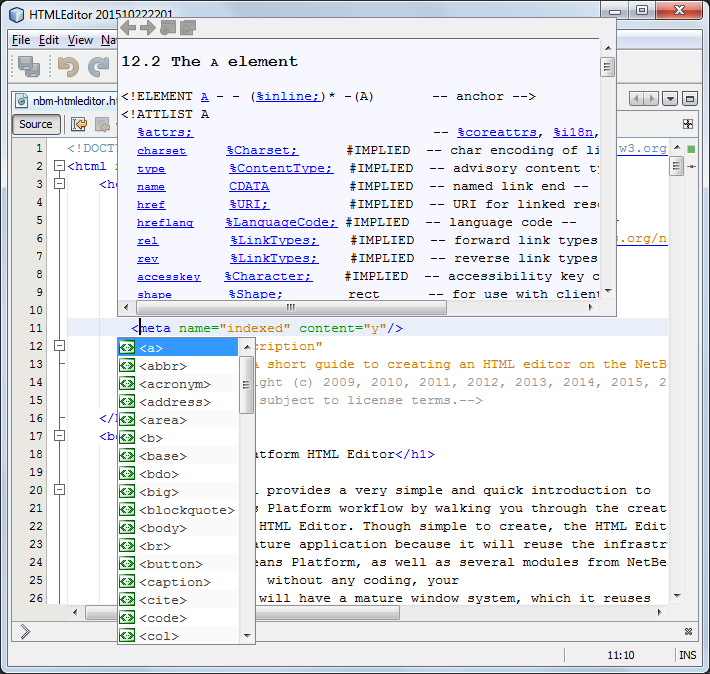 HTMLEditor 201510222201
File Edit View Na
12.2 The A element
<!ELEMENT A - - (%inline;)* -(A) -- anchor -->
<!ATTLIST A
%attrs; -- %coreattrs, %i18n,
charset %Charset; #IMPLIED -- char encoding of li
type %ContentType; #IMPLIED -- advisory content t
name CDATA #IMPLIED -- named link end --
href %URI; #IMPLIED -- URI for linked reso
hreflang %LanguageCode; #IMPLIED -- language code --
rel %LinkTypes; #IMPLIED -- forward link types
rev %LinkTypes; #IMPLIED -- reverse link types
accesskey %Character; #IMPLIED -- accessibility key c
shape %Shape; rect -- for use with client
nbm-htmleditor.ht
Source
1 <!DOCT w3.org
2 <html
3 <he
4
5
6 s.org/n
7
8
9
10
11 <meta name="indexed" content="y"/>
12 cription"
13 A short guide to creating an HTML editor on the NetB
14 ight (c) 2009, 2010, 2011, 2012, 2013, 2014, 2015, 2
15 subject to license terms.-->
16 </h
17 <bo
18 atform HTML Editor</h1>
19
20 l provides a very simple and quick introduction to
21 s Platform workflow by walking you through the creat
22 HTML Editor. Though simple to create, the HTML Edit
23 ature application because it will reuse the infrastr
24 eans Platform, as well as several modules from NetBe
25 without any coding, your
26 will have a mature window system, which it reuses
<a>
<abbr>
<acronym>
<address>
<area>
<b>
<base>
<bdo>
<big>
<blockquote>
<body>
<br>
<button>
<caption>
<cite>
<code>
<col>
11:10 INS